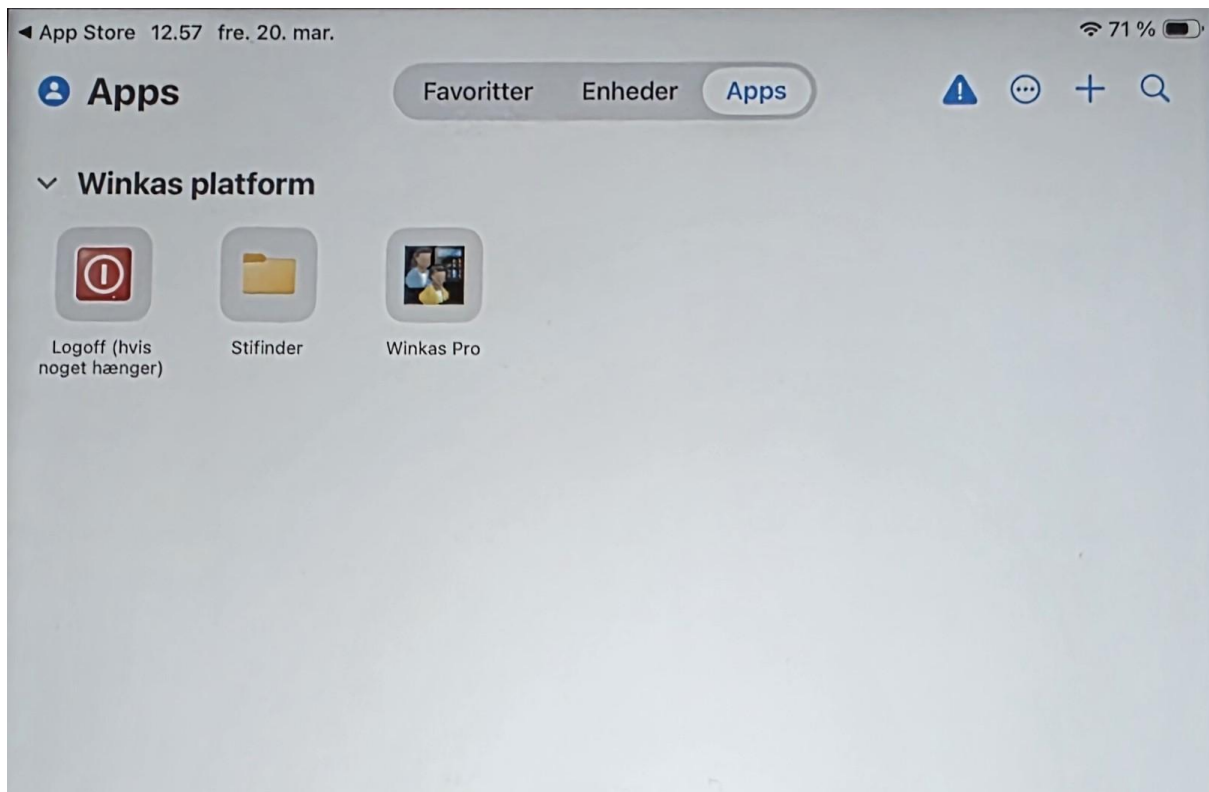 ◀ App Store 12.57 fre. 20. mar.
71 %
Apps
Favoritter Enheder Apps
Winkas platform
Logoff (hvis
noget hænger)
Stifinder
Winkas Pro